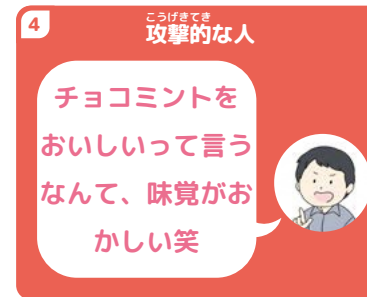 4
こうげきてき
攻撃的な人
チョコミントを
おいしいって言う
なんて、味覚がお
かしい笑